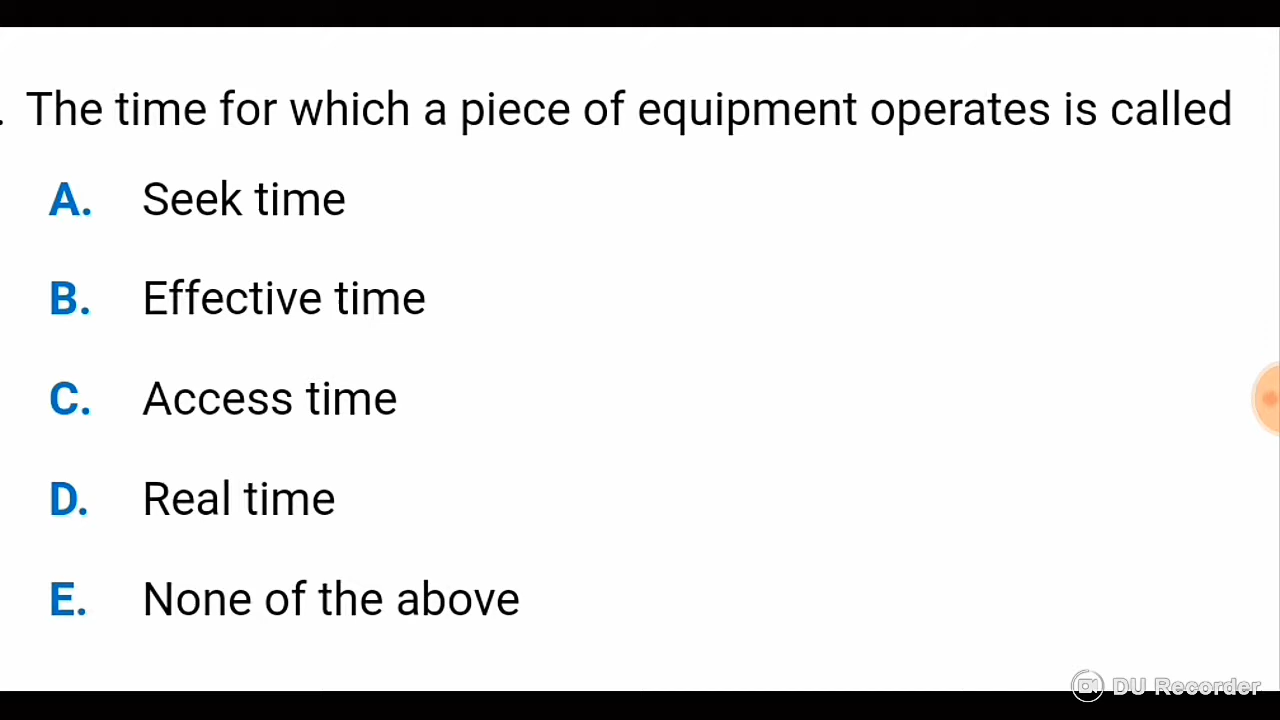 . The time for which a piece of equipment operates is called
A. Seek time
B. Effective time
C. Access time
D. Real time
E. None of the above
DU Recorder